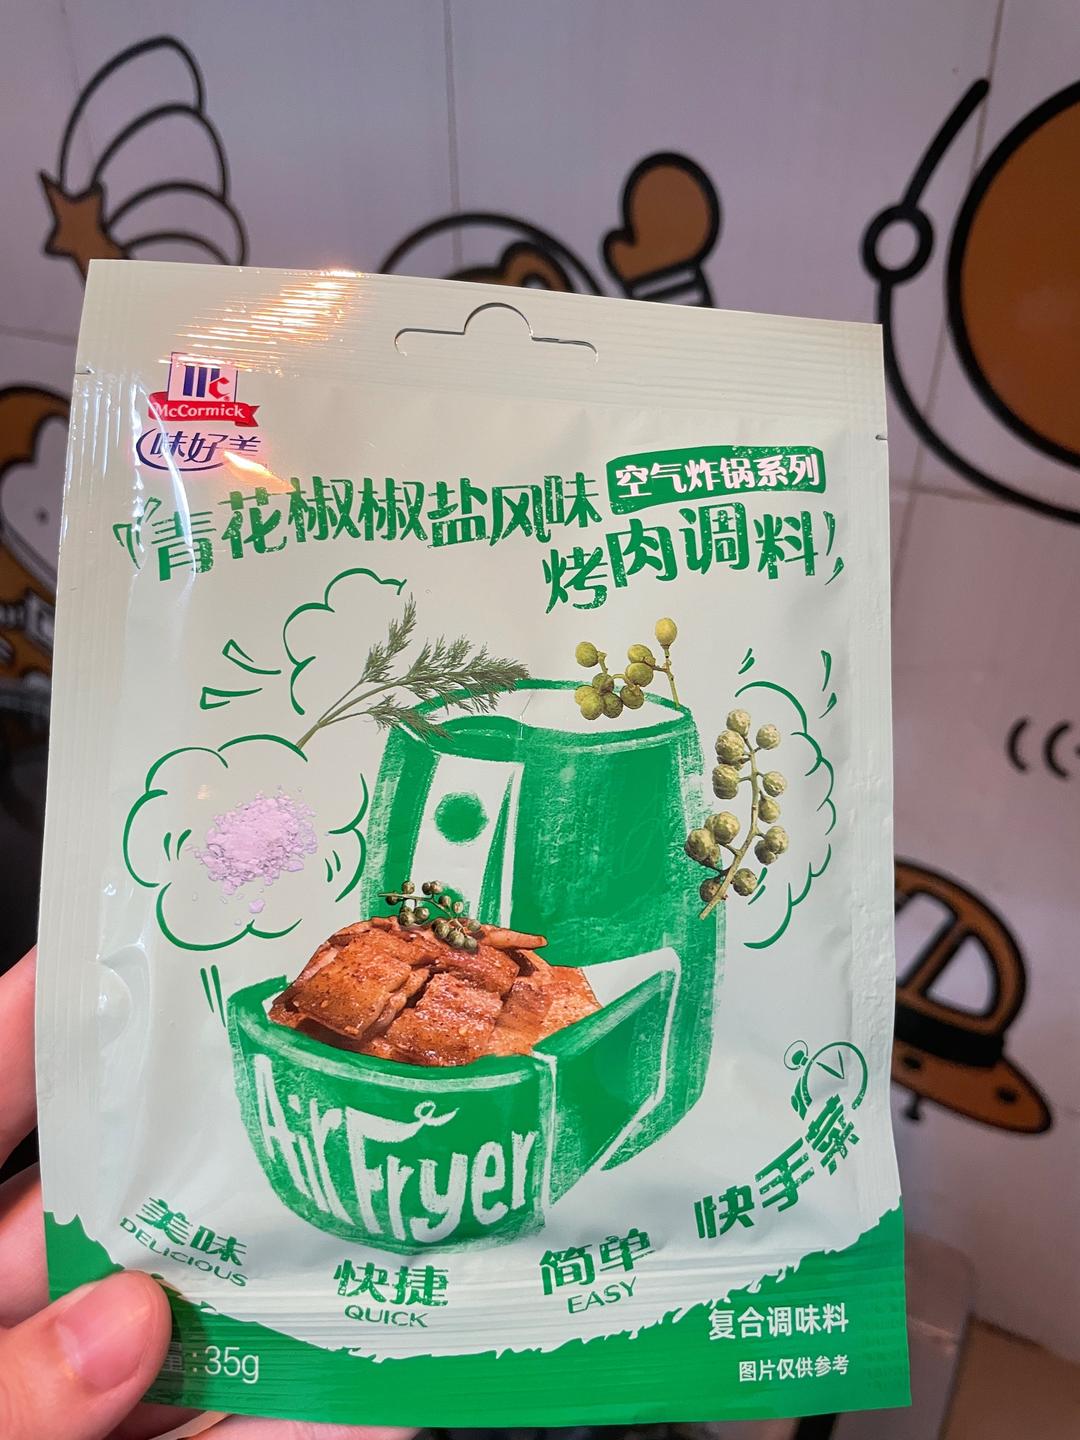 McCormick
味好美
青花椒椒盐风味
空气炸锅系列
烤肉调料
Air Fryer
快手菜
美味
DELICIOUS
快捷
QUICK
简单
EASY
复合调味料
量:35g
图片仅供参考